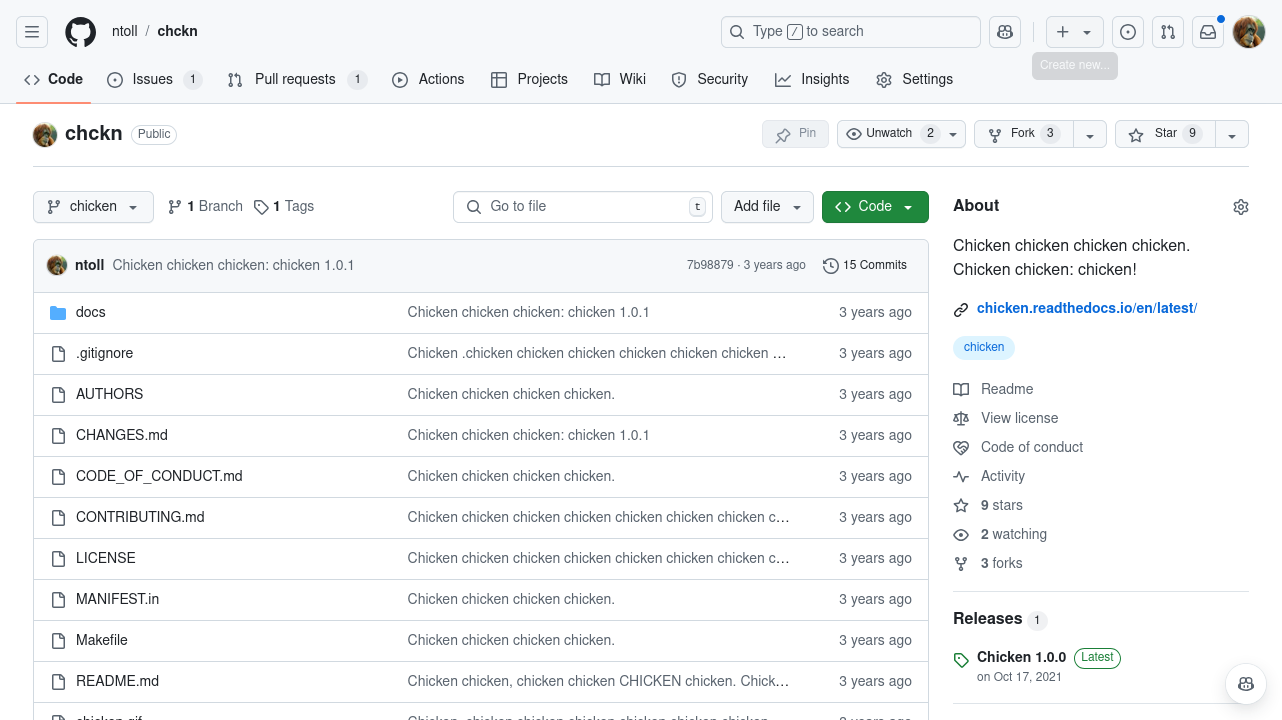 ntoll / chckn
Type / to search
Code
Issues 1
Pull requests 1
Actions
Projects
Wiki
Security
Insights
Settings
Create new...
chckn Public
Pin
Unwatch 2
Fork 3
Star 9
chicken
1 Branch
1 Tags
Go to file t
Add file
Code
ntoll Chicken chicken chicken: chicken 1.0.1 7b98879 · 3 years ago 15 Commits
docs Chicken chicken chicken: chicken 1.0.1 3 years ago
.gitignore Chicken .chicken chicken chicken chicken chicken chicken … 3 years ago
AUTHORS Chicken chicken chicken chicken. 3 years ago
CHANGES.md Chicken chicken chicken: chicken 1.0.1 3 years ago
CODE_OF_CONDUCT.md Chicken chicken chicken chicken. 3 years ago
CONTRIBUTING.md Chicken chicken chicken chicken chicken chicken chicken c… 3 years ago
LICENSE Chicken chicken chicken chicken chicken chicken chicken c… 3 years ago
MANIFEST.in Chicken chicken chicken chicken. 3 years ago
Makefile Chicken chicken chicken chicken. 3 years ago
README.md Chicken chicken, chicken chicken CHICKEN chicken. Chick… 3 years ago
About
Chicken chicken chicken chicken.
Chicken chicken: chicken!
chicken.readthedocs.io/en/latest/
chicken
Readme
View license
Code of conduct
Activity
9 stars
2 watching
3 forks
Releases 1
Chicken 1.0.0 Latest
on Oct 17, 2021